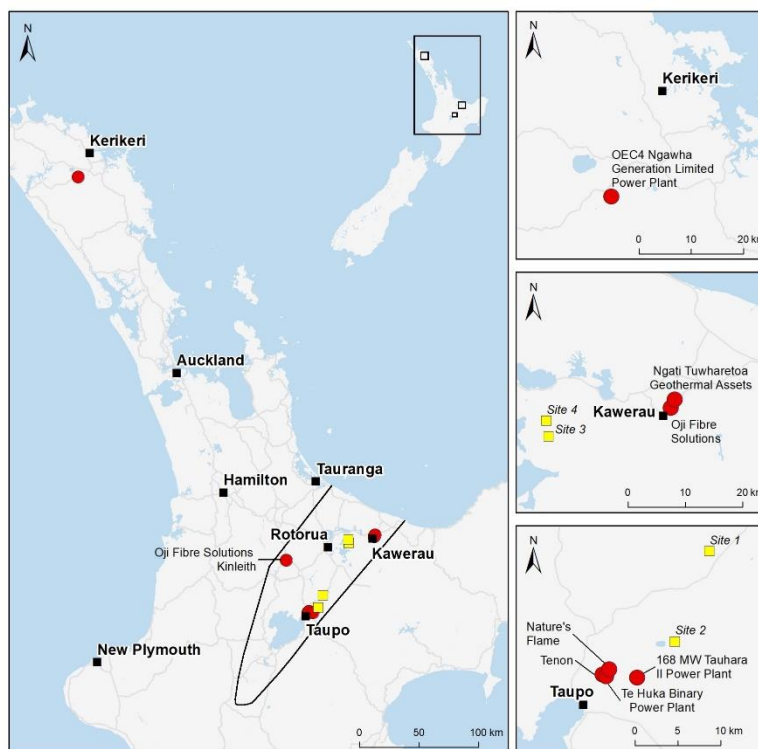 N
Kerikeri
Auckland
Hamilton
Tauranga
Rotorua
Oji Fibre Solutions
Kinleith
Kawerau
Taupo
New Plymouth
0 50 100 km
N
Kerikeri
OEC4 Ngawha
Generation Limited
Power Plant
0 10 20 km
N
Ngati Tuwharetoa
Geothermal Assets
Site 4
Kawerau
Site 3
Oji Fibre
Solutions
0 10 20 km
N
Site 1
Nature's
Flame
Site 2
Tenon
168 MW Tauhara
II Power Plant
Te Huka Binary
Power Plant
Taupo
0 5 10 km